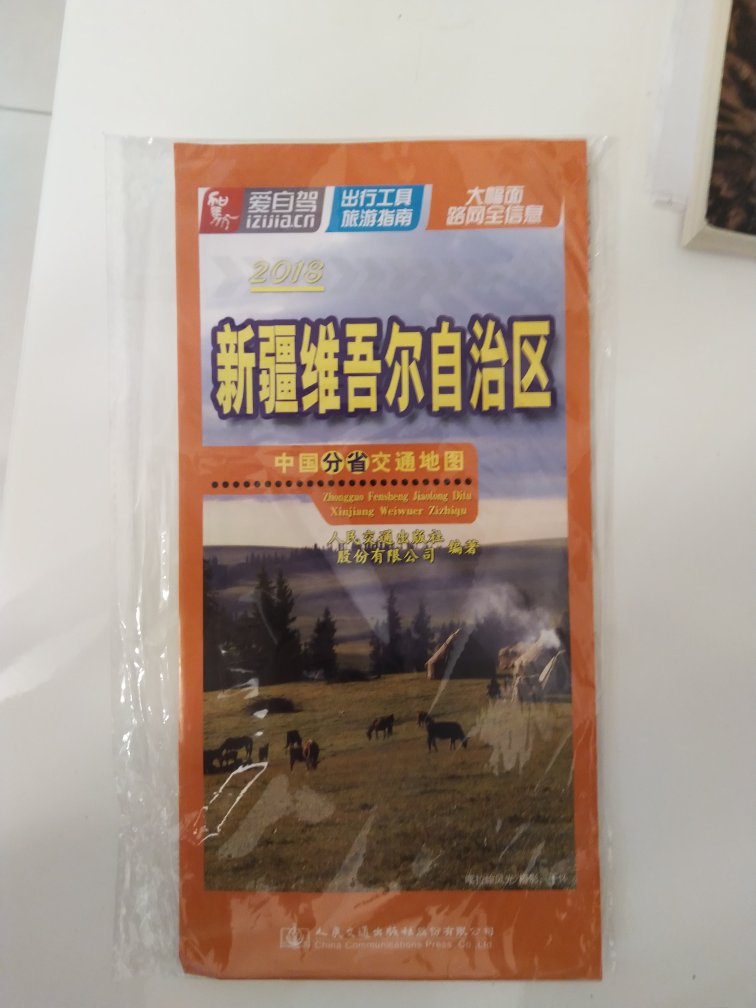 爱自驾
izijia.cn
出行工具
旅游指南
大幅面
路网全信息
2018
新疆维吾尔自治区
中国分省交通地图
Zhongguo Fensheng Jiaotong Ditu
Xinjiang Weiwuer Zizhiqu
人民交通出版社
股份有限公司 编著
人民交通出版社股份有限公司
China Communications Press Co.,Ltd